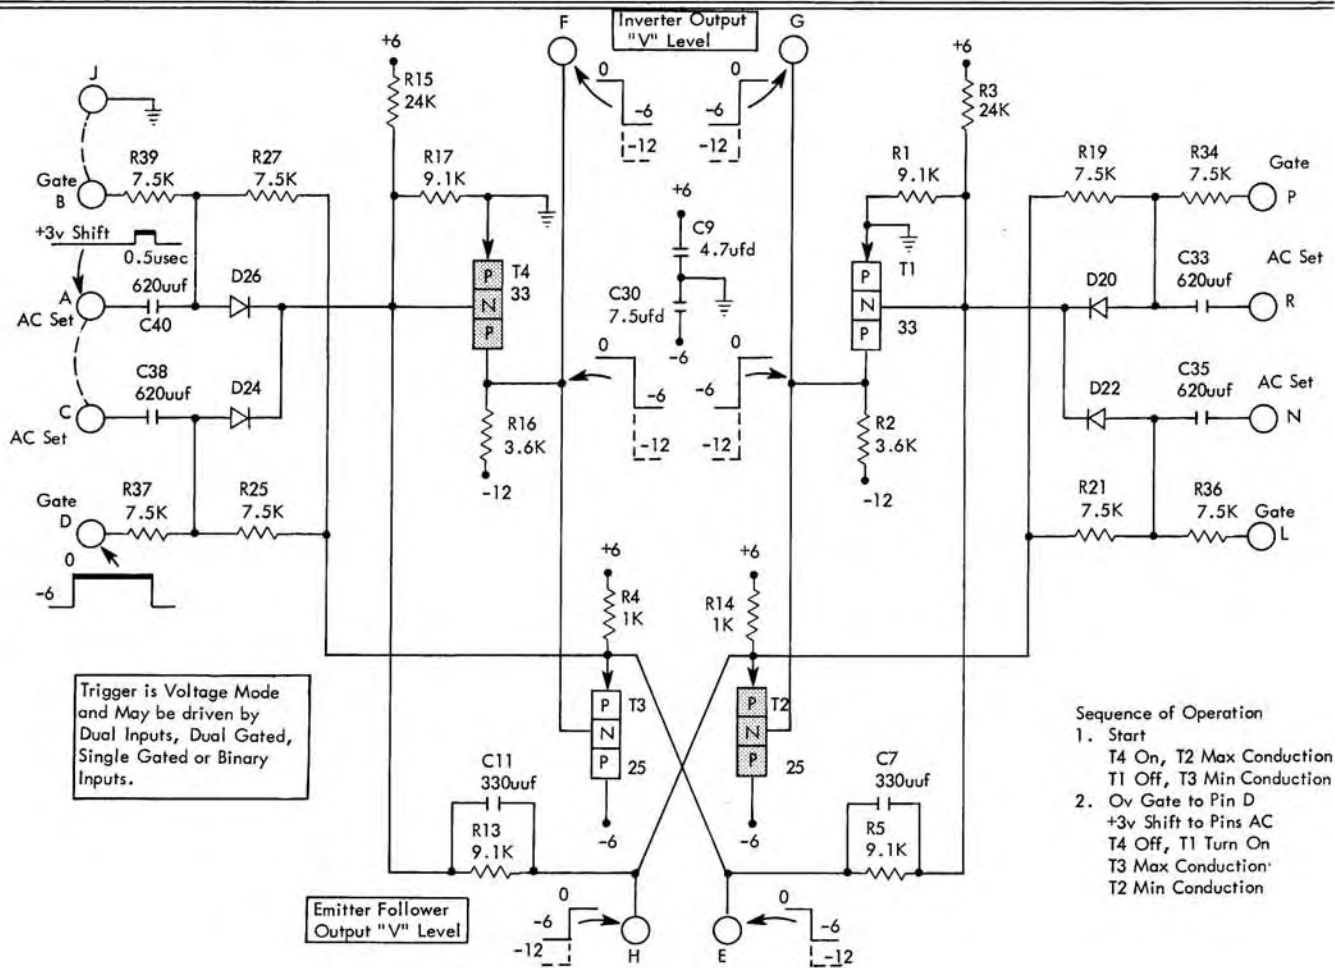 F
Inverter Output
"V" Level
G
+6
+6
J
R15
24K
0
-6
-12
0
-6
-12
R3
24K
R39
7.5K
R27
7.5K
R17
9.1K
R1
9.1K
R19
7.5K
R34
7.5K
Gate
P
Gate
B
+6
C9
4.7ufd
+3v Shift
0.5usec
620uuf
C40
D26
A
AC Set
P
N
P
T4
33
C30
7.5ufd
-6
P
N
P
T1
33
D20
C33
620uuf
AC Set
R
C38
620uuf
D24
C
AC Set
0
-6
-12
0
-6
-12
D22
C35
620uuf
AC Set
N
R16
3.6K
-12
R2
3.6K
-12
Gate
D
R37
7.5K
R25
7.5K
R21
7.5K
R36
7.5K
Gate
L
0
-6
+6
R4
1K
+6
R14
1K
Trigger is Voltage Mode
and May be driven by
Dual Inputs, Dual Gated,
Single Gated or Binary
Inputs.
P
N
P
T3
25
-6
P
N
P
T2
25
-6
C11
330uuf
R13
9.1K
C7
330uuf
R5
9.1K
Sequence of Operation
1. Start
T4 On, T2 Max Conduction
T1 Off, T3 Min Conduction
2. Ov Gate to Pin D
+3v Shift to Pins AC
T4 Off, T1 Turn On
T3 Max Conduction
T2 Min Conduction
Emitter Follower
Output "V" Level
0
-6
-12
H
E
0
-6
-12